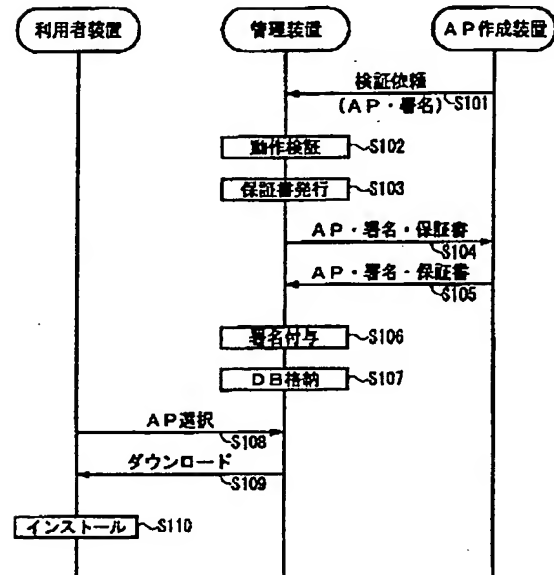 利用者装置
管理装置
AP作成装置
検証依頼
(AP・署名)
S101
動作検証
S102
保証書発行
S103
AP・署名・保証書
S104
AP・署名・保証書
S105
署名付与
S106
DB格納
S107
AP選択
S108
ダウンロード
S109
インストール
S110